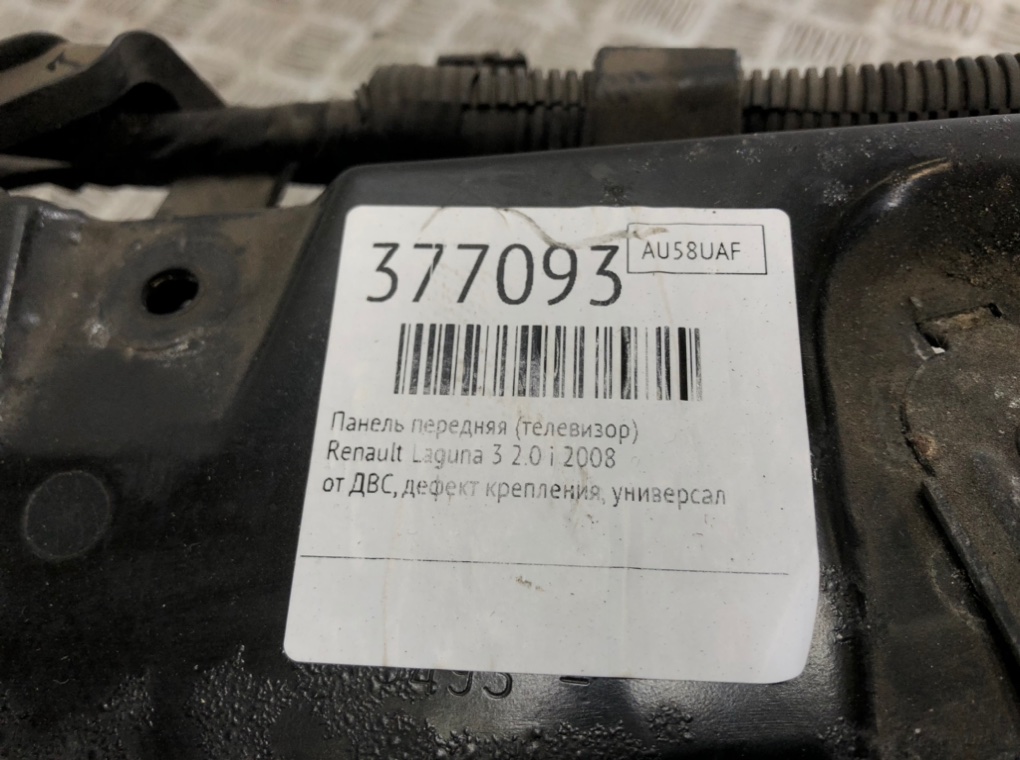 377093
AU58UAF
Панель передняя (телевизор)
Renault Laguna 3 2.0 i 2008
от ДВС, дефект крепления, универсал